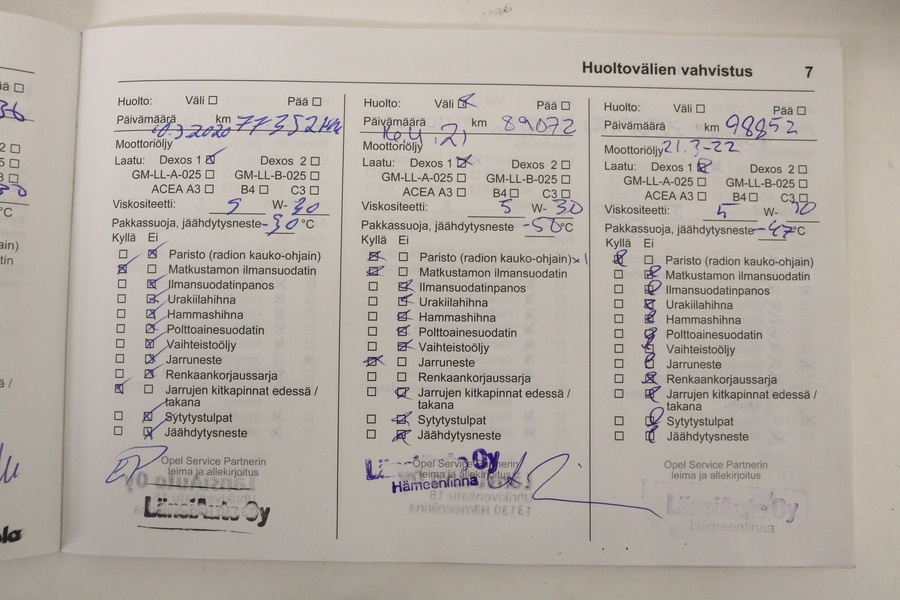 Huoltovälien vahvistus 7
Huolto: Väli Pää
Päivämäärä 10.3.2020 km 77352 km
Moottoriöljy
Laatu: Dexos 1 Dexos 2
GM-LL-A-025 GM-LL-B-025
ACEA A3 B4 C3
Viskositeetti: 5 W- 30
Pakkassuoja, jäähdytysneste -30 °C
Kyllä Ei
Paristo (radion kauko-ohjain)
Matkustamon ilmansuodatin
Ilmansuodatinpanos
Urakiilahihna
Hammashihna
Polttoainesuodatin
Vaihteistoöljy
Jarruneste
Renkaankorjaussarja
Jarrujen kitkapinnat edessä /
takana
Sytytystulpat
Jäähdytysneste
Opel Service Partnerin
leima ja allekirjoitus
LänsiAuto Oy
Huolto: Väli Pää
Päivämäärä 16.4.21 km 89072
Moottoriöljy
Laatu: Dexos 1 Dexos 2
GM-LL-A-025 GM-LL-B-025
ACEA A3 B4 C3
Viskositeetti: 5 W- 30
Pakkassuoja, jäähdytysneste -50 °C
Kyllä Ei
Paristo (radion kauko-ohjain) x1
Matkustamon ilmansuodatin
Ilmansuodatinpanos
Urakiilahihna
Hammashihna
Polttoainesuodatin
Vaihteistoöljy
Jarruneste
Renkaankorjaussarja
Jarrujen kitkapinnat edessä /
takana
Sytytystulpat
Jäähdytysneste
Opel Service Partnerin
leima ja allekirjoitus
Oy
Hämeenlinna
Huolto: Väli Pää
Päivämäärä km 98852
Moottoriöljy 21.3-22
Laatu: Dexos 1 Dexos 2
GM-LL-A-025 GM-LL-B-025
ACEA A3 B4 C3
Viskositeetti: 5 W- 30
Pakkassuoja, jäähdytysneste -47 °C
Kyllä Ei
Paristo (radion kauko-ohjain)
Matkustamon ilmansuodatin
Ilmansuodatinpanos
Urakiilahihna
Hammashihna
Polttoainesuodatin
Vaihteistoöljy
Jarruneste
Renkaankorjaussarja
Jarrujen kitkapinnat edessä /
takana
Sytytystulpat
Jäähdytysneste
Opel Service Partnerin
leima ja allekirjoitus
Hämeenlinna